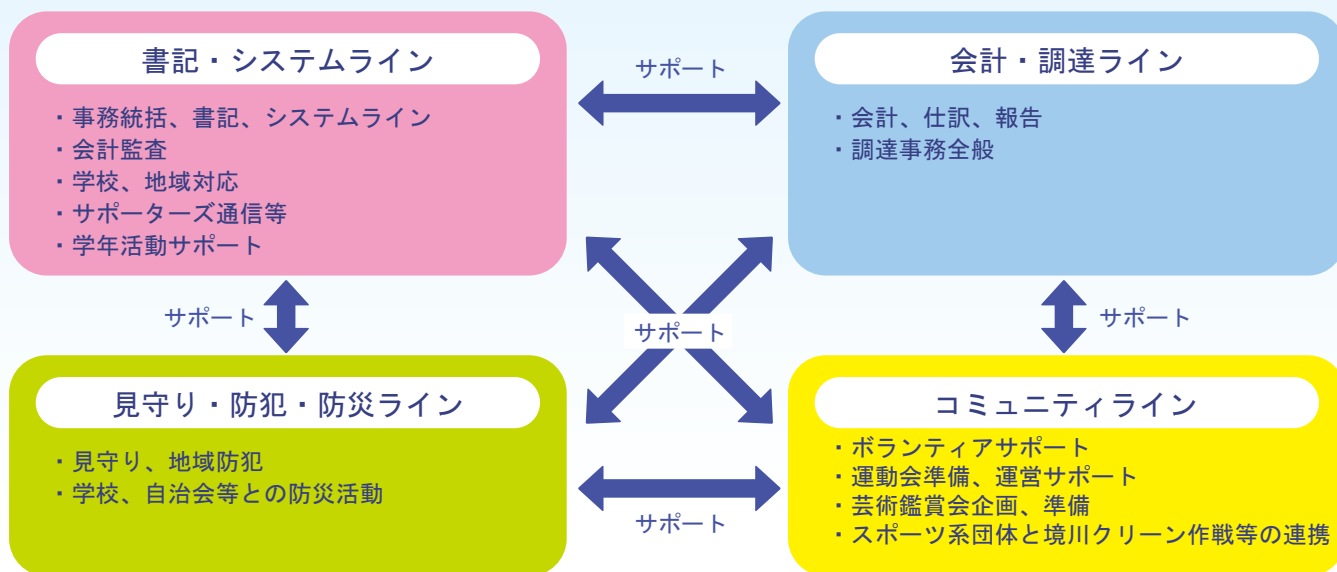 書記・システムライン
・事務統括、書記、システムライン
・会計監査
・学校、地域対応
・サポーターズ通信等
・学年活動サポート
サポート
会計・調達ライン
・会計、仕訳、報告
・調達事務全般
サポート
サポート
サポート
見守り・防犯・防災ライン
・見守り、地域防犯
・学校、自治会等との防災活動
サポート
コミュニティライン
・ボランティアサポート
・運動会準備、運営サポート
・芸術鑑賞会企画、準備
・スポーツ系団体と境川クリーン作戦等の連携